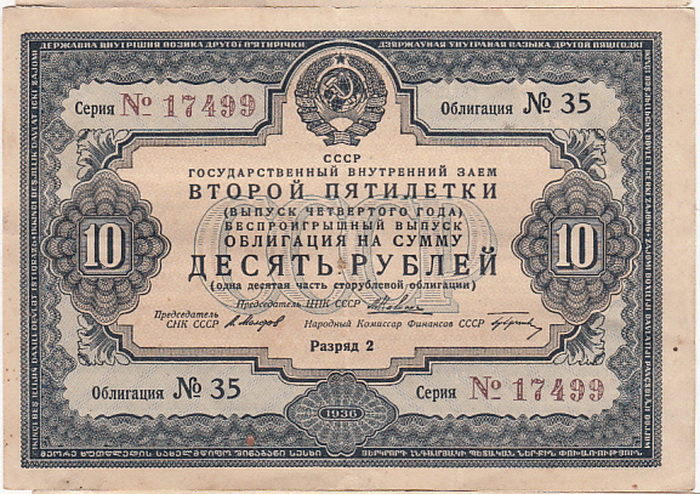 ДЕРЖАВНА ВНУТРІШНЯ ПОЗИКА ДРУГОЇ П'ЯТИРІЧКИ
ДЗЯРЖАЎНАЯ УНУТРАНАЯ ПАЗЫКА ДРУГОЙ ПЯЦІГОДКІ
Серия № 17499
Облигация № 35
СССР
ГОСУДАРСТВЕННЫЙ ВНУТРЕННИЙ ЗАЕМ
ВТОРОЙ ПЯТИЛЕТКИ
(ВЫПУСК ЧЕТВЕРТОГО ГОДА)
БЕСПРОИГРЫШНЫЙ ВЫПУСК
ОБЛИГАЦИЯ НА СУММУ
10
ДЕСЯТЬ РУБЛЕЙ
10
(одна десятая часть сторублевой облигации)
Председатель ЦИК СССР
Председатель
СНК СССР
Народный Комиссар Финансов СССР
Разряд 2
Облигация № 35
Серия № 17499
1936